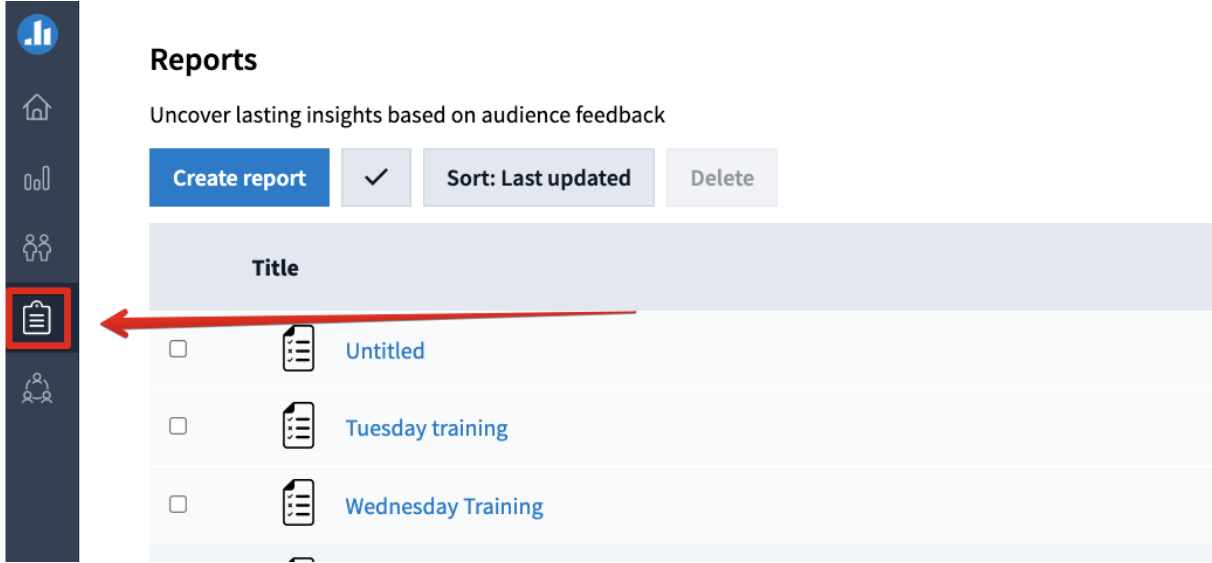 Reports
Uncover lasting insights based on audience feedback
Create report
Sort: Last updated
Delete
Title
Untitled
Tuesday training
Wednesday Training